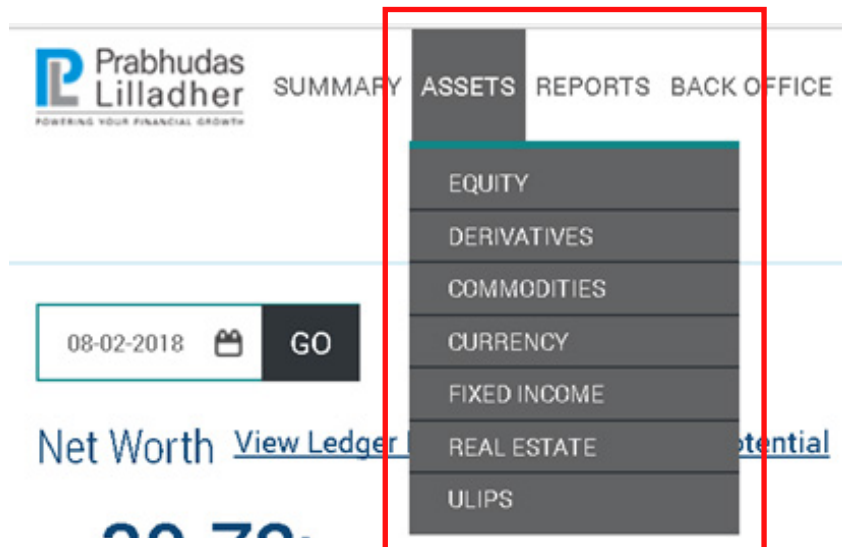 Prabhudas
Lilladher
POWERING YOUR FINANCIAL GROWTH
SUMMARY ASSETS REPORTS BACK OFFICE
EQUITY
DERIVATIVES
COMMODITIES
08-02-2018 GO
CURRENCY
FIXED INCOME
Net Worth View Ledger otential
REAL ESTATE
ULIPS